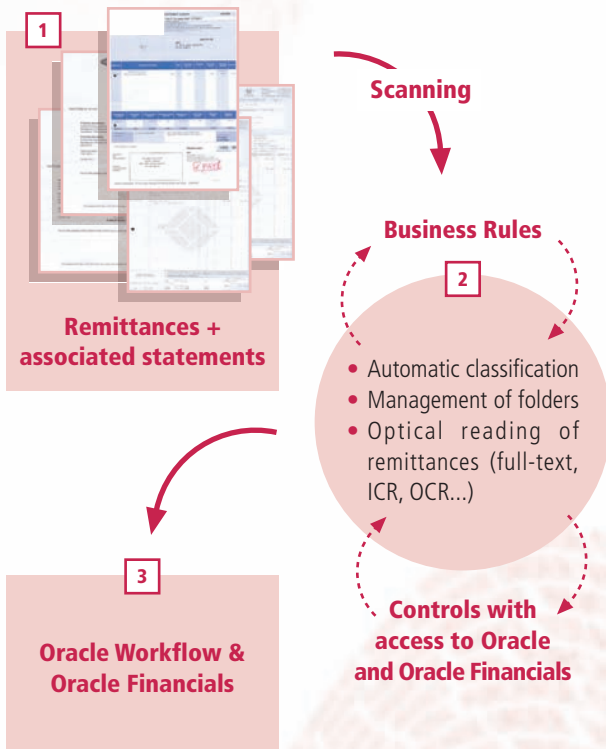 1
Scanning
Remittances +
associated statements
Business Rules
2
• Automatic classification
• Management of folders
• Optical reading of
remittances (full-text,
ICR, OCR...)
Controls with
access to Oracle
and Oracle Financials
3
Oracle Workflow &
Oracle Financials